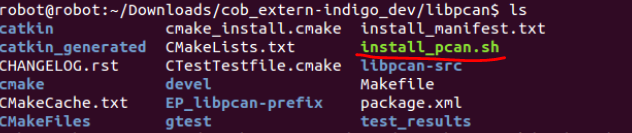 robot@robot:~/Downloads/cob_extern-indigo_dev/libpcan$ ls
catkin cmake_install.cmake install_manifest.txt
catkin_generated CMakeLists.txt install_pcan.sh
CHANGELOG.rst CTestTestfile.cmake libpcan-src
cmake devel Makefile
CMakeCache.txt EP_libpcan-prefix package.xml
CMakeFiles gtest test_results